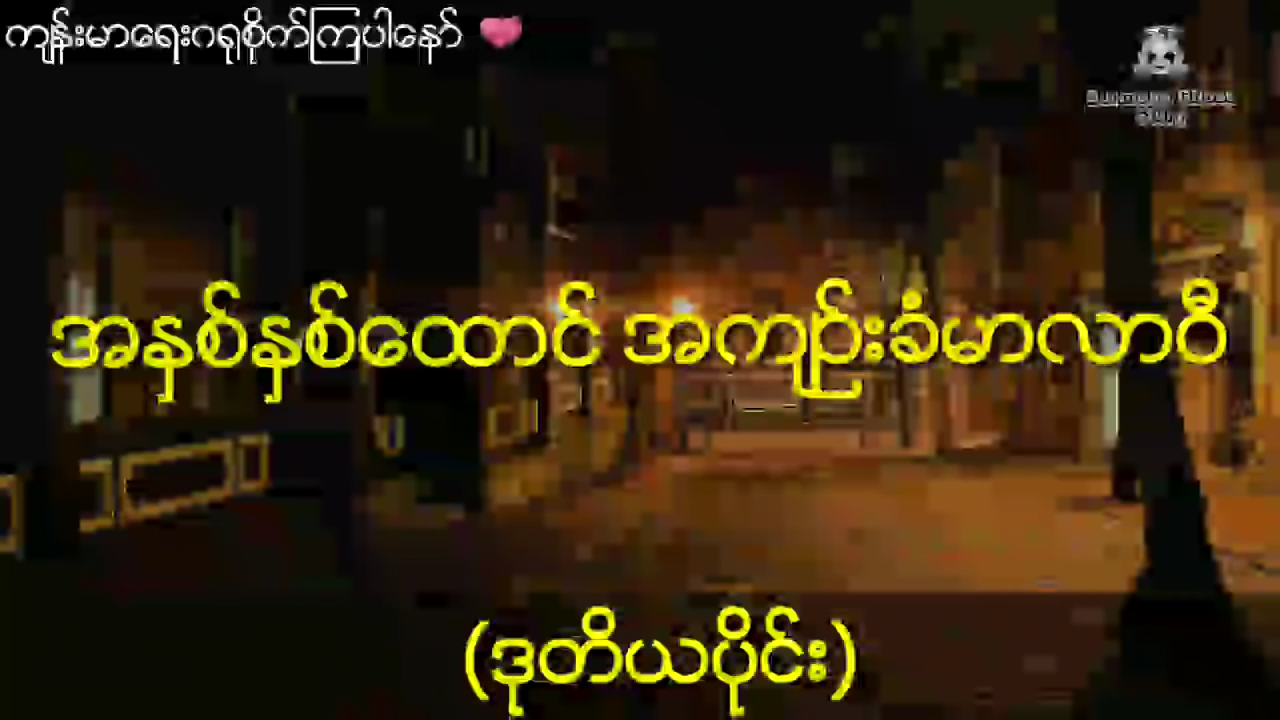 ကျန်းမာရေးဂရုစိုက်ကြပါနော် 💗
အနှစ်နှစ်ထောင် အကျဉ်းခံမာလာဝီ
(ဒုတိယပိုင်း)